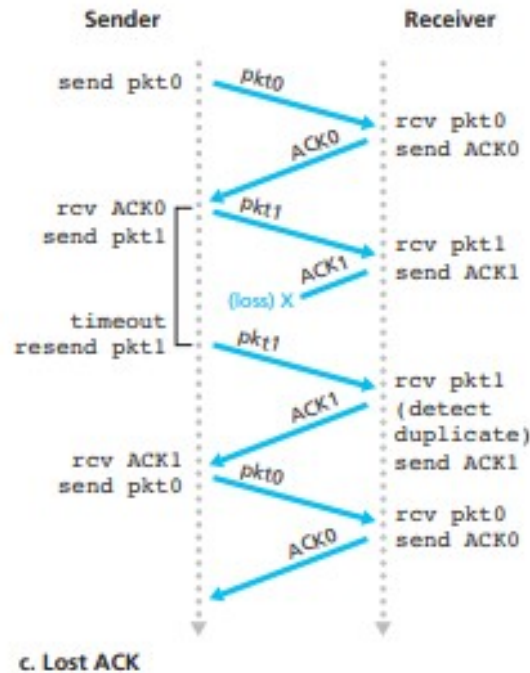 Sender
Receiver
send pkt0
pkt0
rcv pkt0
send ACK0
ACK0
rcv ACK0
send pkt1
pkt1
rcv pkt1
send ACK1
ACK1
(loss) X
timeout
resend pkt1
pkt1
rcv pkt1
(detect
duplicate)
send ACK1
ACK1
rcv ACK1
send pkt0
pkt0
rcv pkt0
send ACK0
ACK0
c. Lost ACK